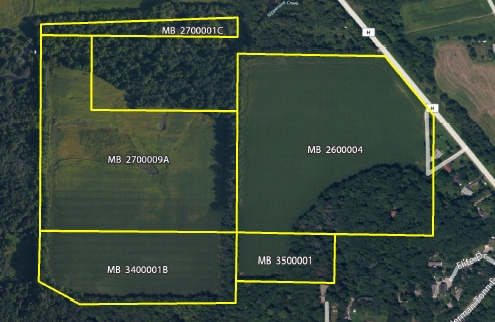 MB 2700001C
H
MB 2600004
H
MB 2700009A
MB 3500001
MB 3400001B